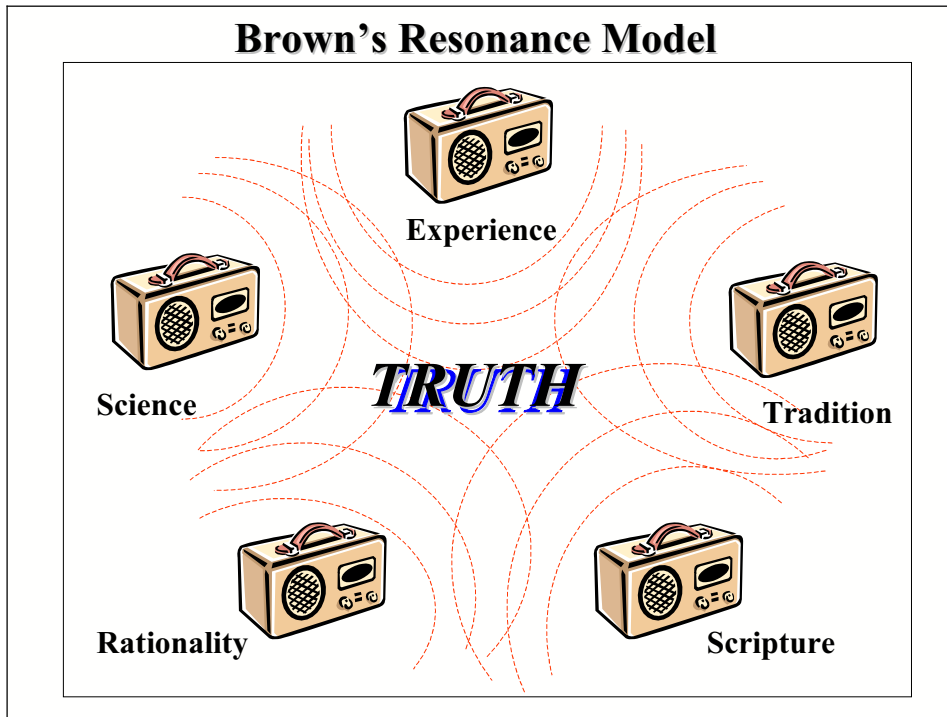 Brown's Resonance Model
Experience
Science
TRUTH
Tradition
Rationality
Scripture